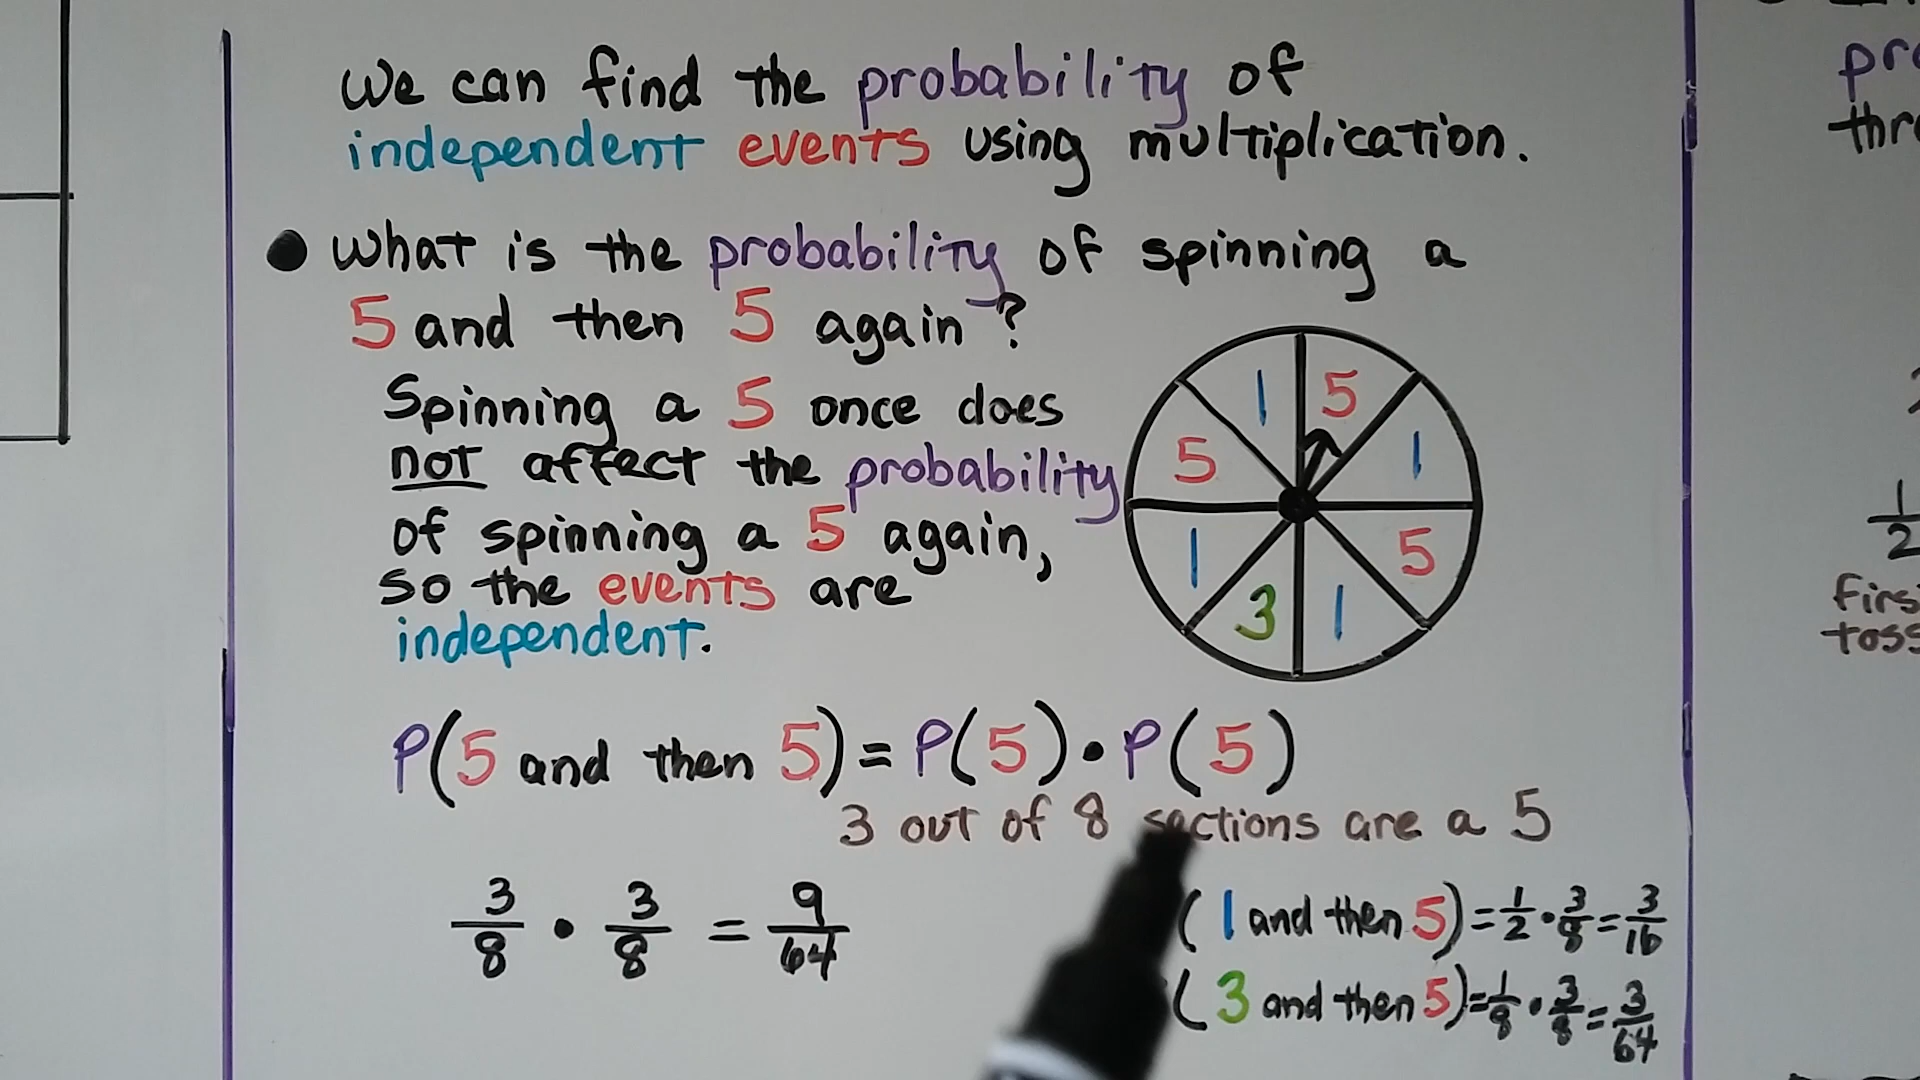 We can find the probability of
independent events using multiplication.
● What is the probability of spinning a
5 and then 5 again?
Spinning a 5 once does
not affect the probability
of spinning a 5 again,
so the events are
independent.
1 5
5 1
1 5
3 1
P(5 and then 5) = P(5) • P(5)
3 out of 8 sections are a 5
3/8 • 3/8 = 9/64
(1 and then 5) = 1/2 • 3/8 = 3/16
(3 and then 5) = 1/8 • 3/8 = 3/64
1/2